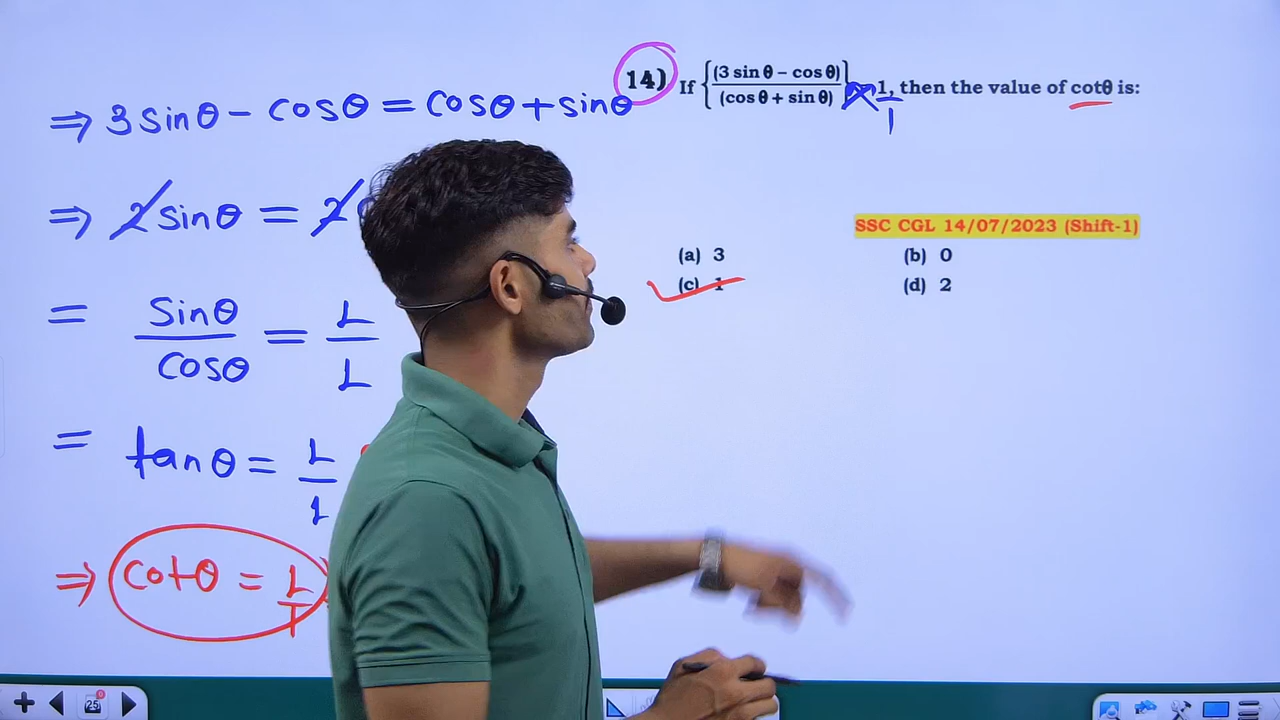 14) If {(3 sin θ – cos θ)/(cos θ + sin θ)} = 1, then the value of cotθ is:
1
SSC CGL 14/07/2023 (Shift-1)
(a) 3 (b) 0
(c) 1 (d) 2
⇒ 3 sinθ - cosθ = cosθ + sinθ
⇒ 2 sinθ = 2
= sinθ/cosθ = 1/1
= tanθ = 1/1
⇒ cotθ = 1/1
25